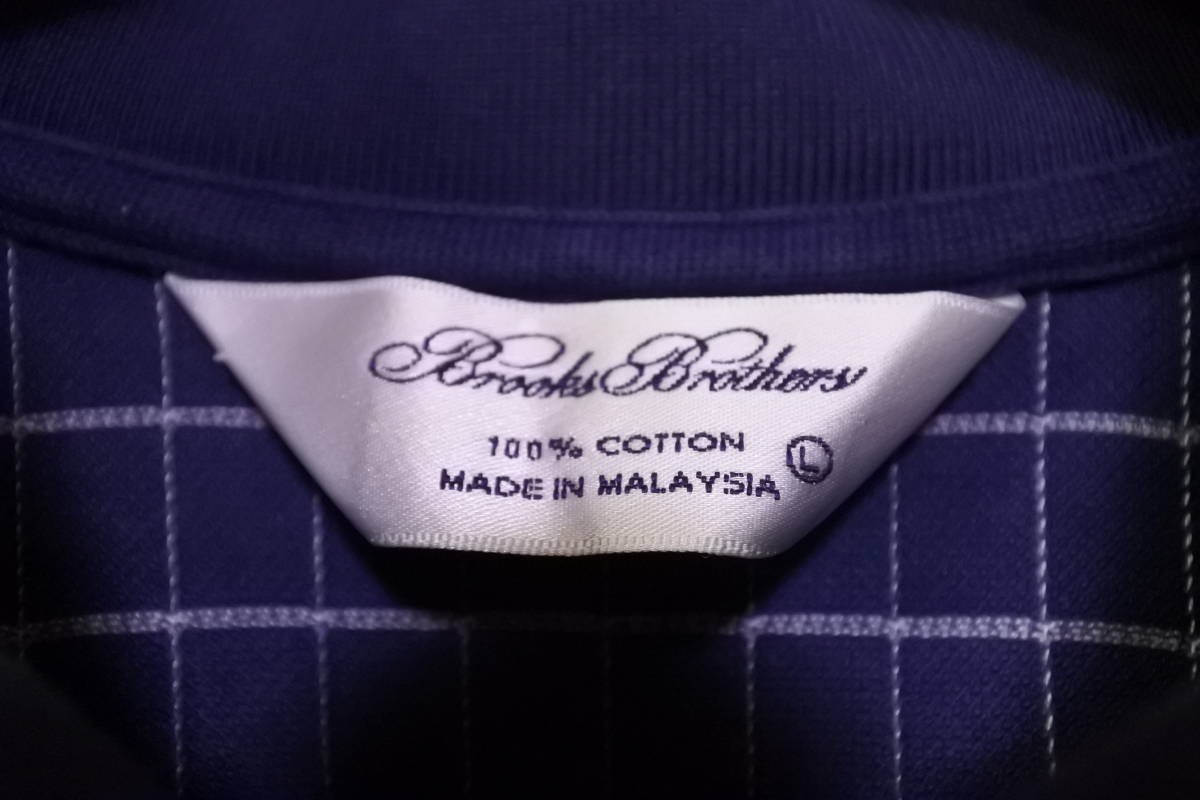 Brooks Brothers
100% COTTON
MADE IN MALAYSIA
L